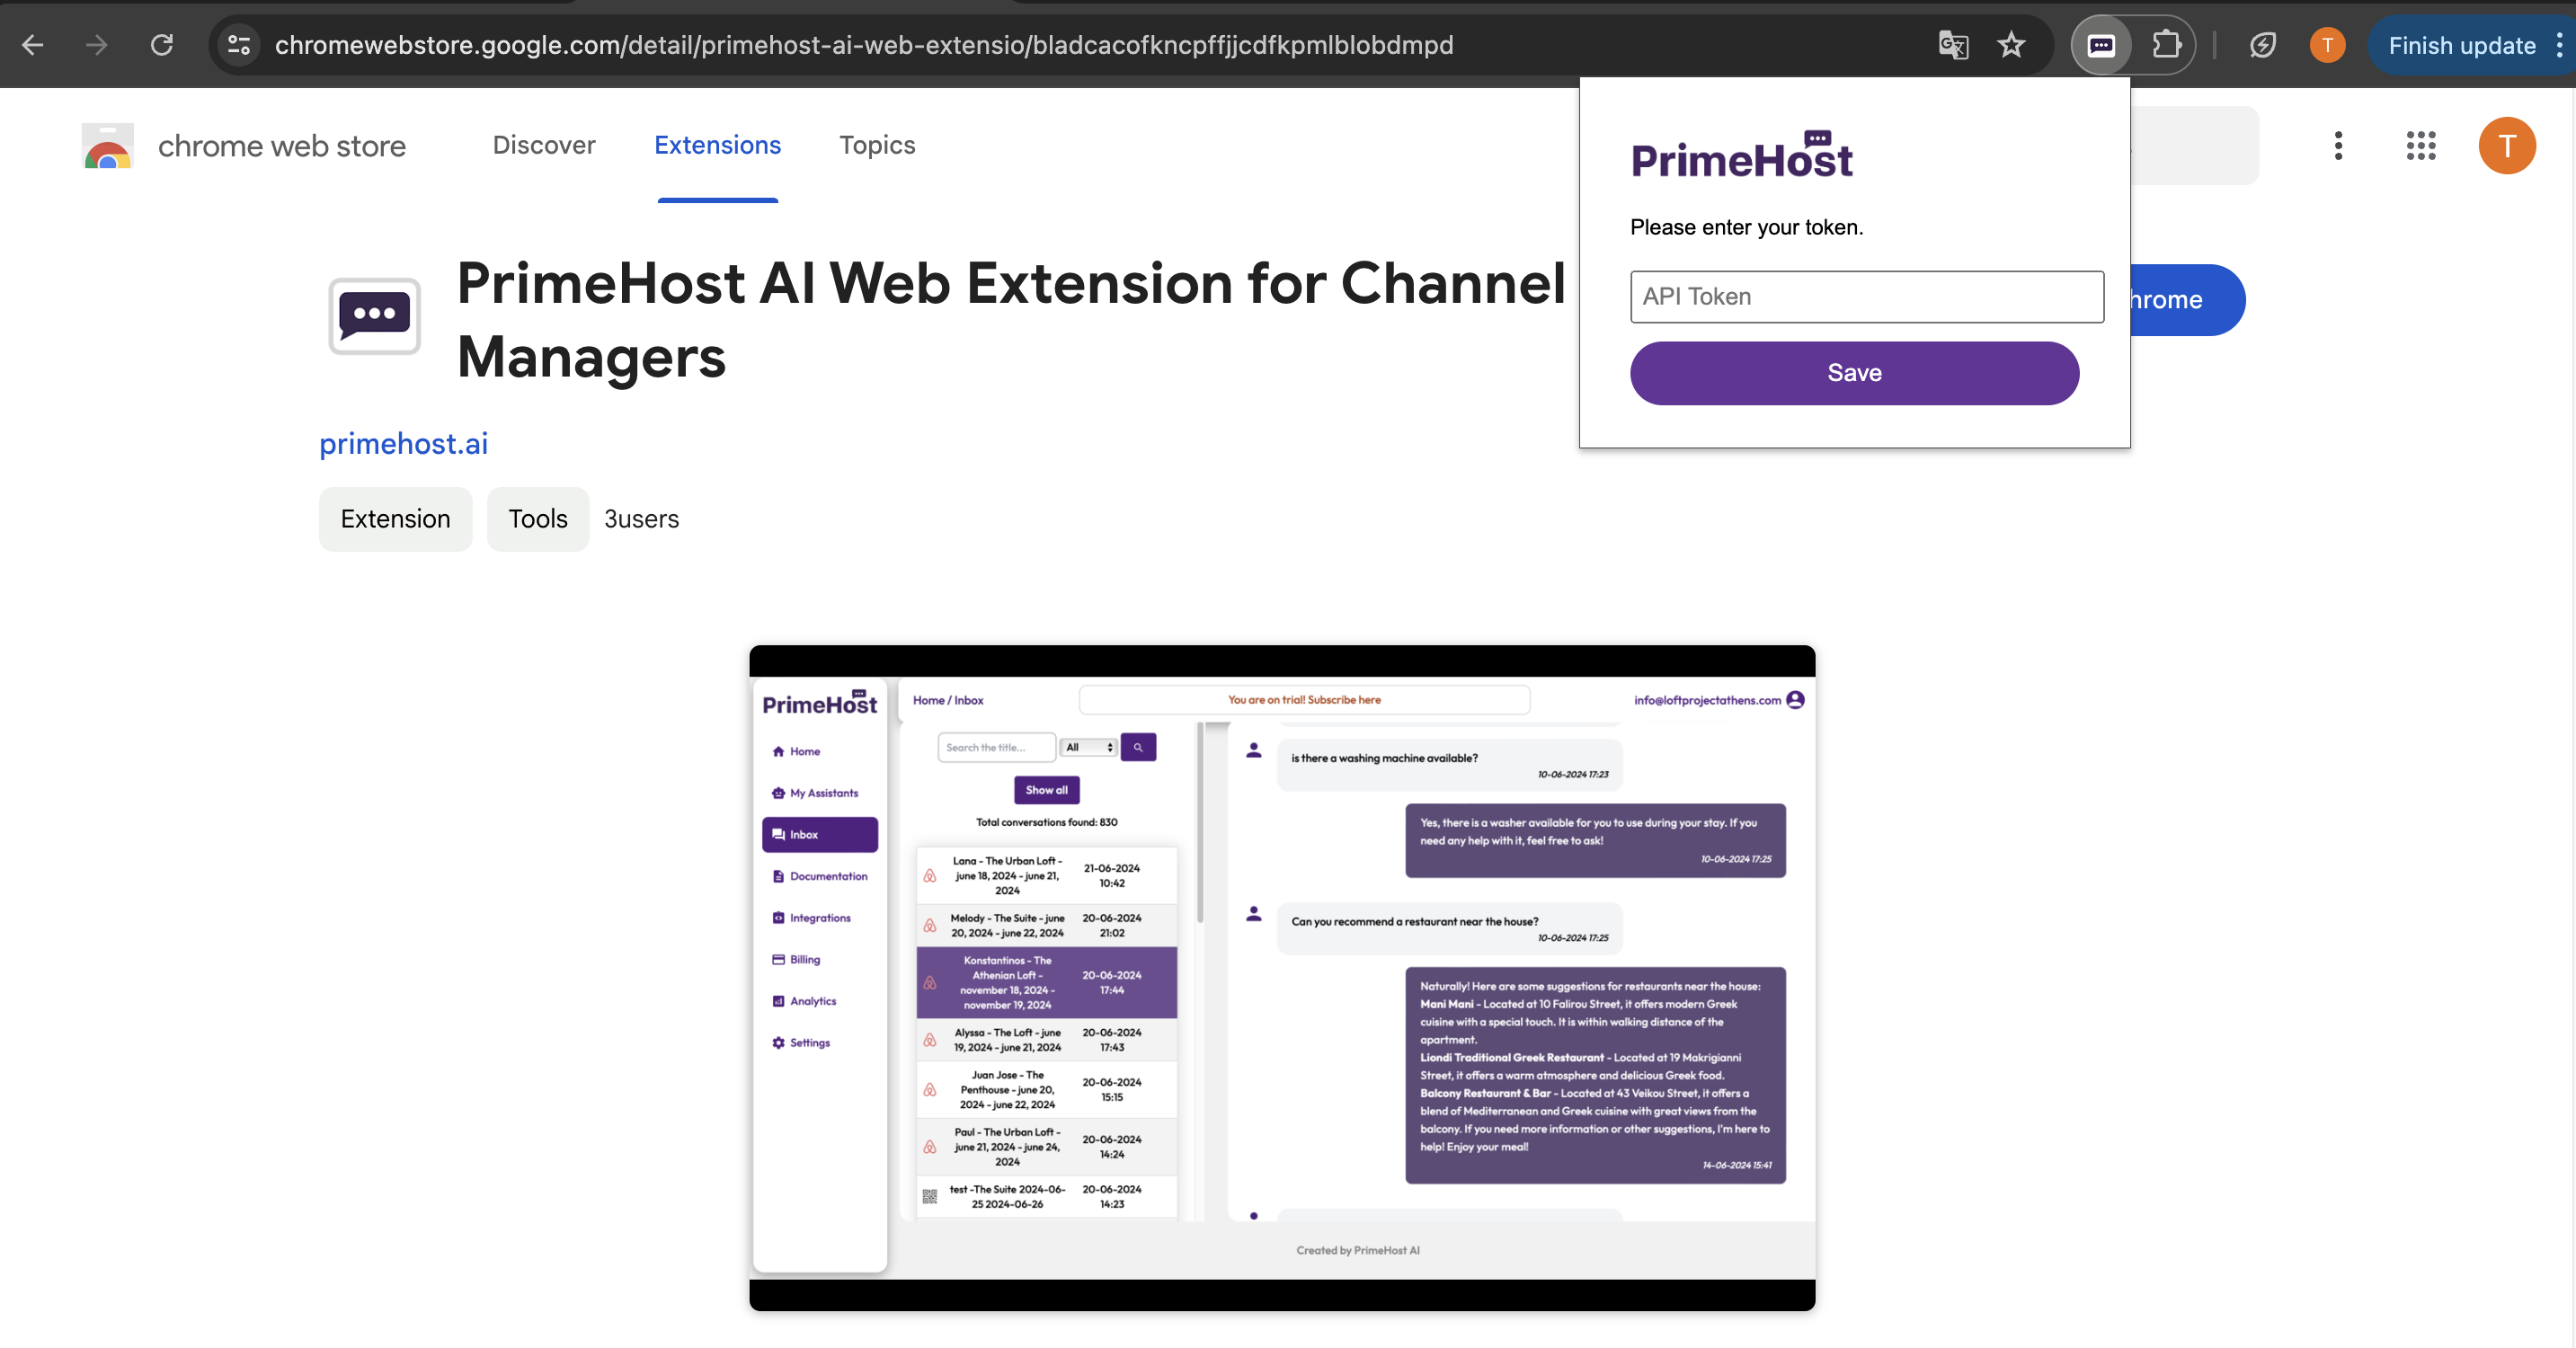 chromewebstore.google.com/detail/primehost-ai-web-extensio/bladcacofkncpffjjcdfkpmlblobdmpd
T
Finish update
chrome web store
Discover
Extensions
Topics
T
PrimeHost
Please enter your token.
API Token
Save
hrome
PrimeHost AI Web Extension for Channel
Managers
primehost.ai
Extension
Tools
3users
PrimeHost
Home
My Assistants
Inbox
Documentation
Integrations
Billing
Analytics
Settings
Home / Inbox
You are on trial! Subscribe here
info@loftprojectathens.com
Search the title...
All
Show all
Total conversations found: 830
Lana - The Urban Loft -
june 18, 2024 - june 21,
2024
21-06-2024
10:42
Melody - The Suite - june
20, 2024 - june 22, 2024
20-06-2024
21:02
Konstantinos - The
Athenian Loft -
november 18, 2024 -
november 19, 2024
20-06-2024
17:44
Alyssa - The Loft - june
19, 2024 - june 21, 2024
20-06-2024
17:43
Juan Jose - The
Penthouse - june 20,
2024 - june 22, 2024
20-06-2024
15:15
Paul - The Urban Loft -
june 21, 2024 - june 24,
2024
20-06-2024
14:24
test -The Suite 2024-06-
25 2024-06-26
20-06-2024
14:23
is there a washing machine available?
10-06-2024 17:23
Yes, there is a washer available for you to use during your stay. If you
need any help with it, feel free to ask!
10-06-2024 17:25
Can you recommend a restaurant near the house?
10-06-2024 17:25
Naturally! Here are some suggestions for restaurants near the house:
Mani Mani - Located at 10 Falirou Street, it offers modern Greek
cuisine with a special touch. It is within walking distance of the
apartment.
Liondi Traditional Greek Restaurant - Located at 19 Makrigianni
Street, it offers a warm atmosphere and delicious Greek food.
Balcony Restaurant & Bar - Located at 43 Veikou Street, it offers a
blend of Mediterranean and Greek cuisine with great views from the
balcony. If you need more information or other suggestions, I'm here to
help! Enjoy your meal!
14-06-2024 15:41
Created by PrimeHost AI